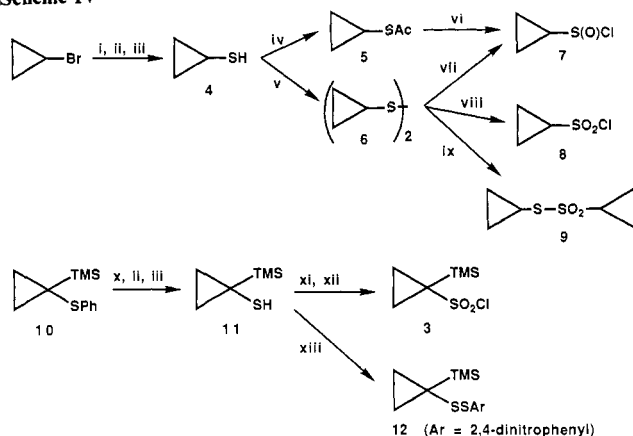 Scheme IV
Br
i, ii, iii
SH
4
iv
v
SAc
5
vi
S(O)Cl
7
( S )2
6
vii
viii
ix
SO2Cl
8
S—SO2
9
TMS
SPh
10
x, ii, iii
TMS
SH
11
xi, xii
xiii
TMS
SO2Cl
3
TMS
SSAr
12 (Ar = 2,4-dinitrophenyl)